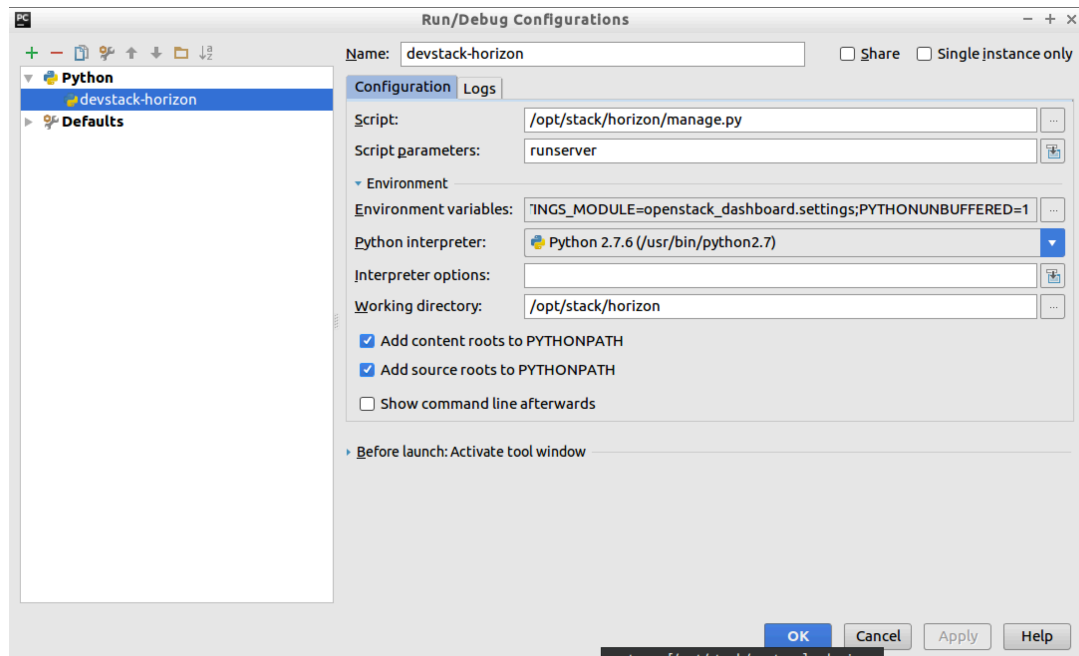 PC Run/Debug Configurations
Name: devstack-horizon Share Single instance only
Python
devstack-horizon
Defaults
Configuration Logs
Script: /opt/stack/horizon/manage.py ...
Script parameters: runserver
Environment
Environment variables: TINGS_MODULE=openstack_dashboard.settings;PYTHONUNBUFFERED=1 ...
Python interpreter: Python 2.7.6 (/usr/bin/python2.7)
Interpreter options:
Working directory: /opt/stack/horizon ...
Add content roots to PYTHONPATH
Add source roots to PYTHONPATH
Show command line afterwards
Before launch: Activate tool window
OK Cancel Apply Help